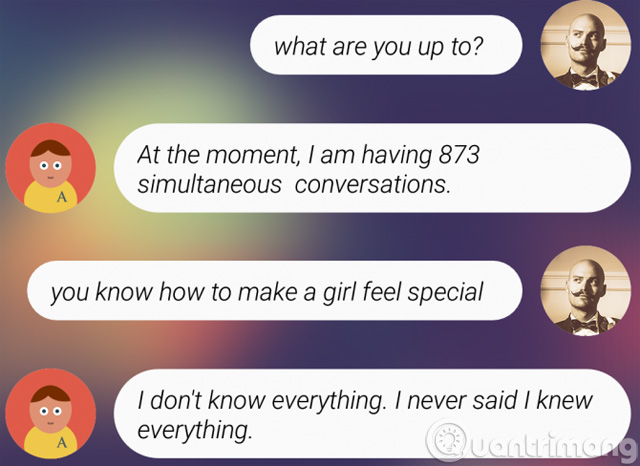 what are you up to?
At the moment, I am having 873
simultaneous conversations.
A
you know how to make a girl feel special
I don't know everything. I never said I knew
everything.
A
Quantrimang